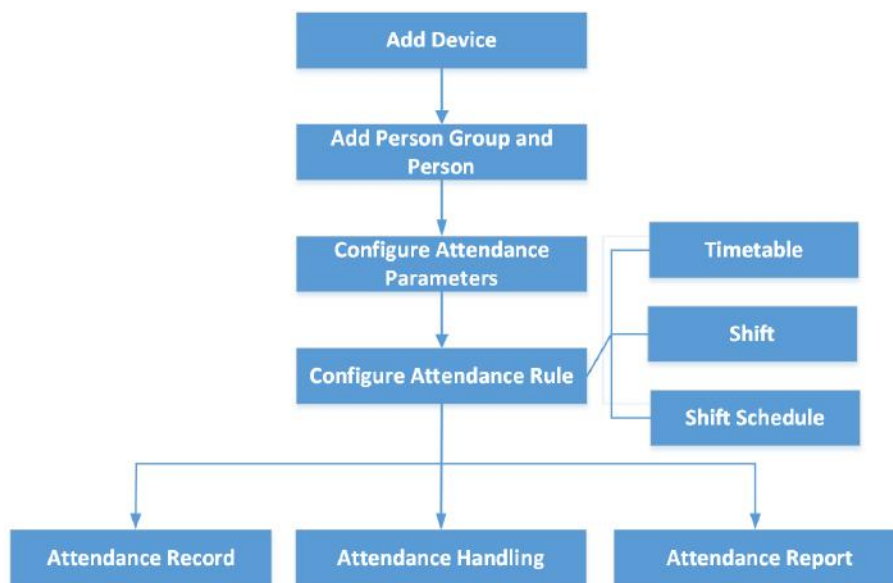 Add Device
Add Person Group and
Person
Configure Attendance
Parameters
Timetable
Shift
Configure Attendance Rule
Shift Schedule
Attendance Record
Attendance Handling
Attendance Report